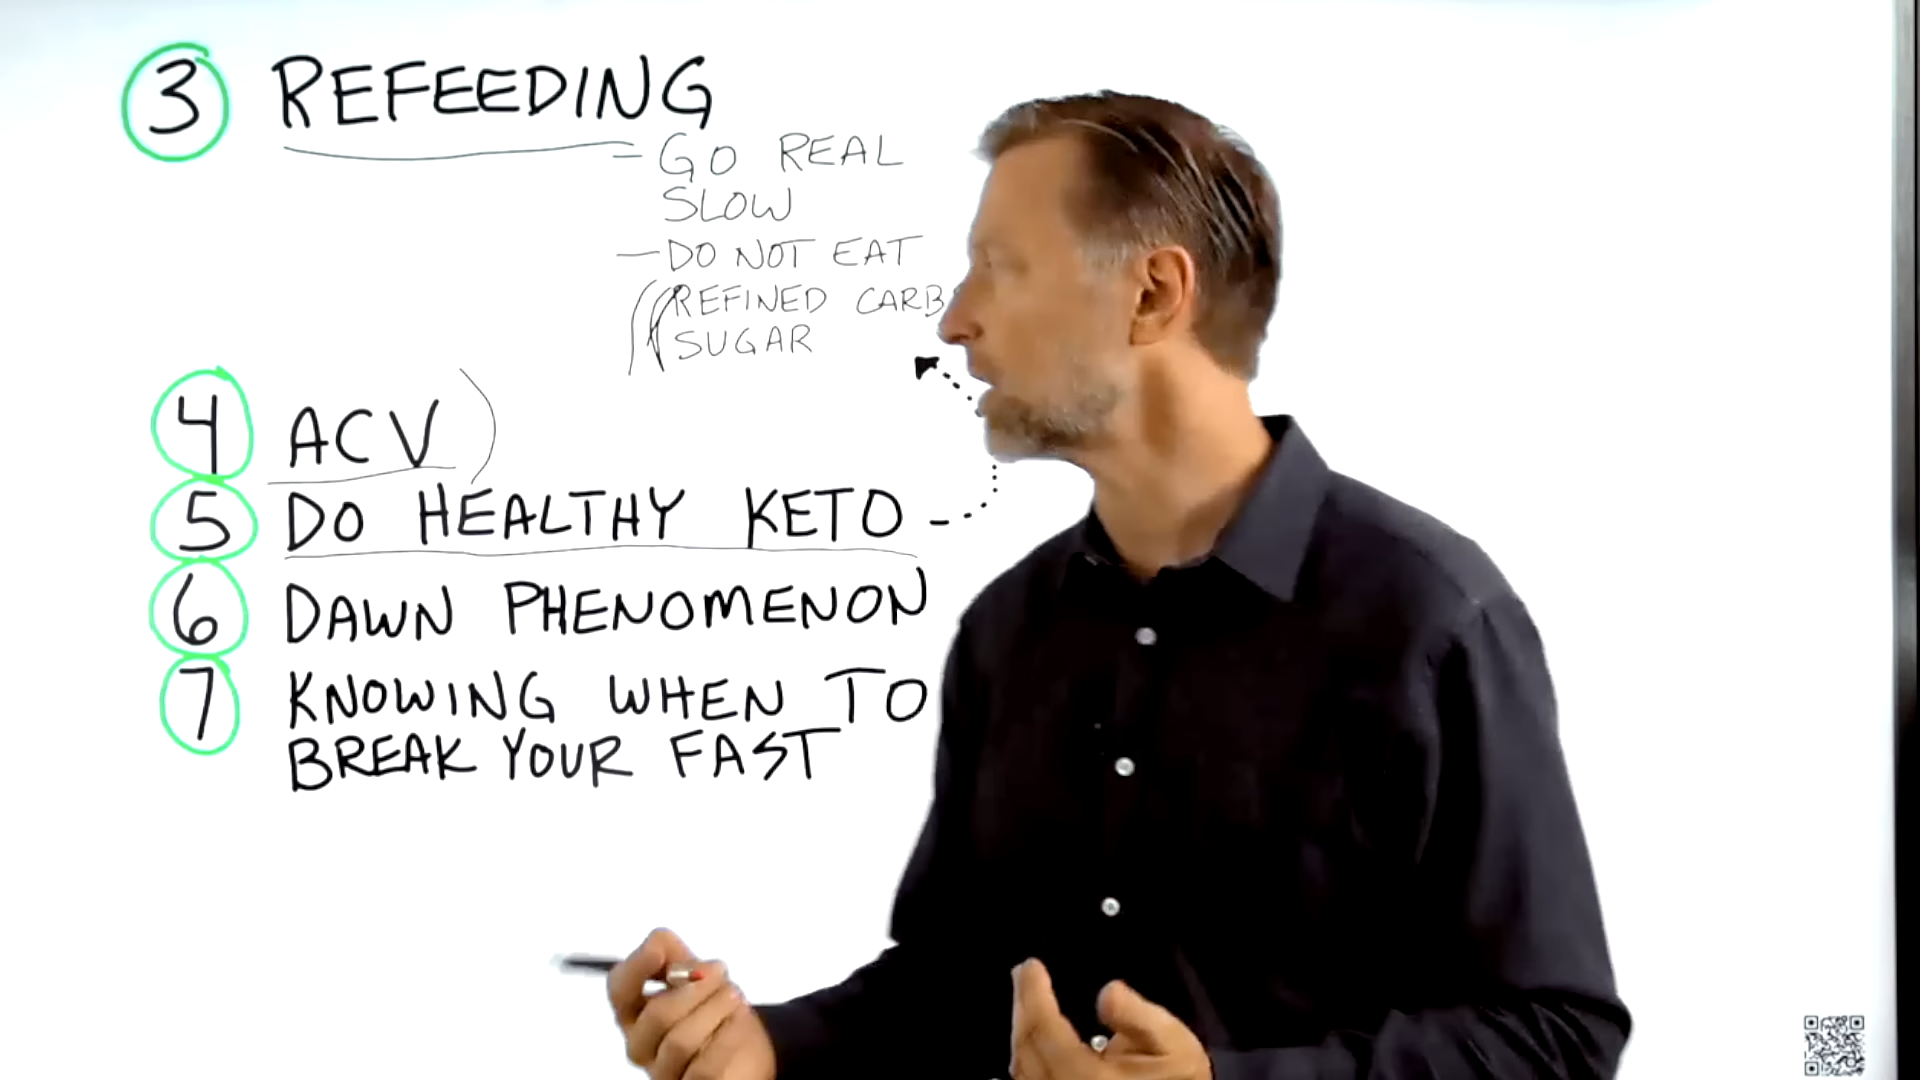 3 REFEEDING
- GO REAL
SLOW
- DO NOT EAT
REFINED CARB
SUGAR
4 ACV
5 DO HEALTHY KETO
6 DAWN PHENOMENON
7 KNOWING WHEN TO
BREAK YOUR FAST